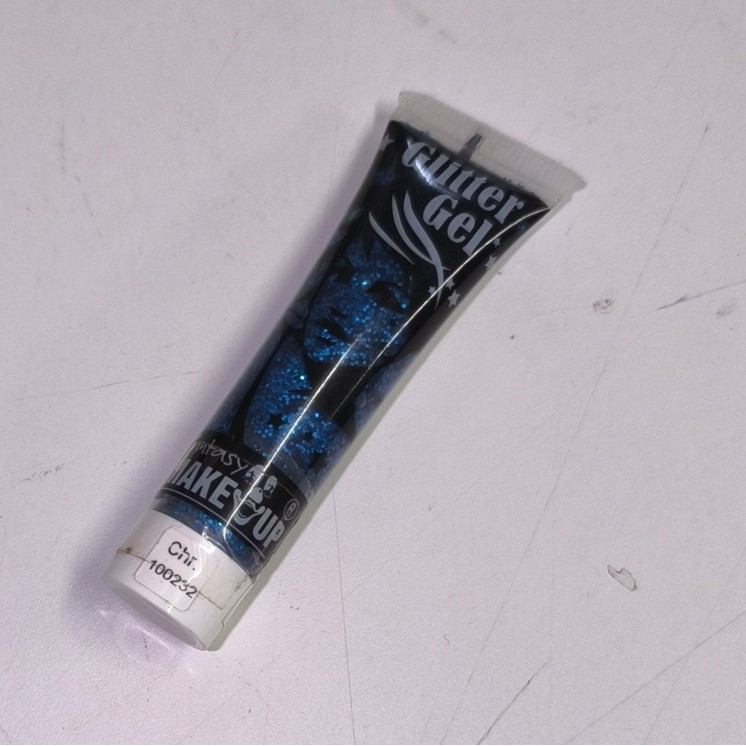 Glitter
Gel
Fantasy
MAKE UP ®
Chr.
100232